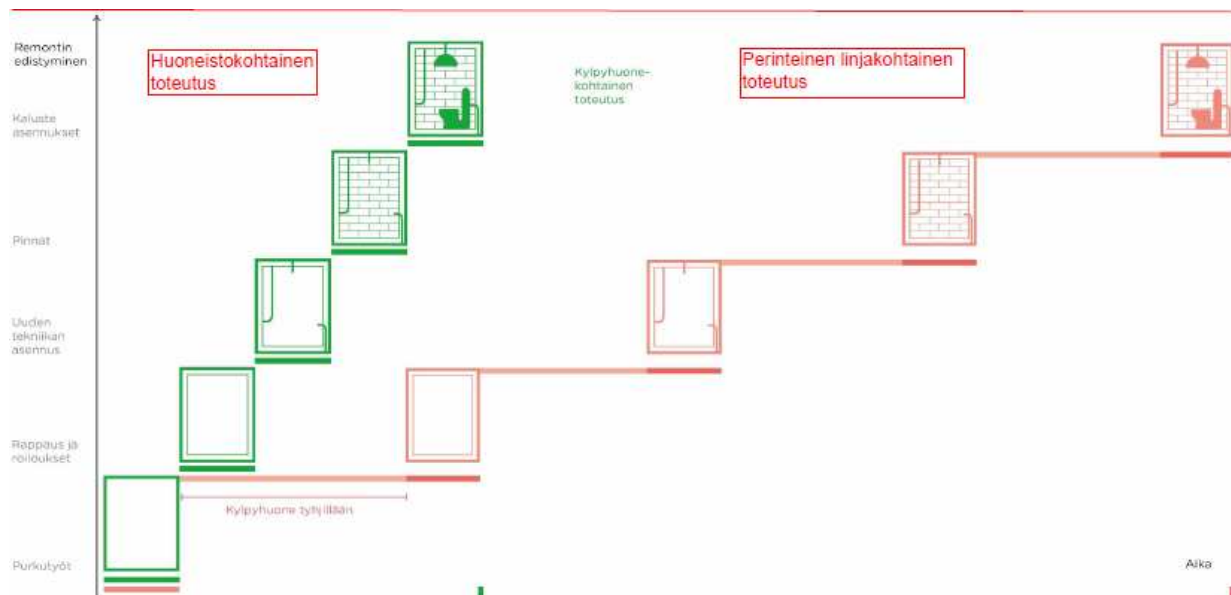 Remontin
edistyminen
Huoneistokohtainen
toteutus
Kylpyhuone-
kohtainen
toteutus
Perinteinen linjakohtainen
toteutus
Kaluste
asennukset
Pinnat
Uuden
tekniikan
asennus
Rappaus ja
roiloukset
Kylpyhuone tyhjillään
Purkutyöt
Aika